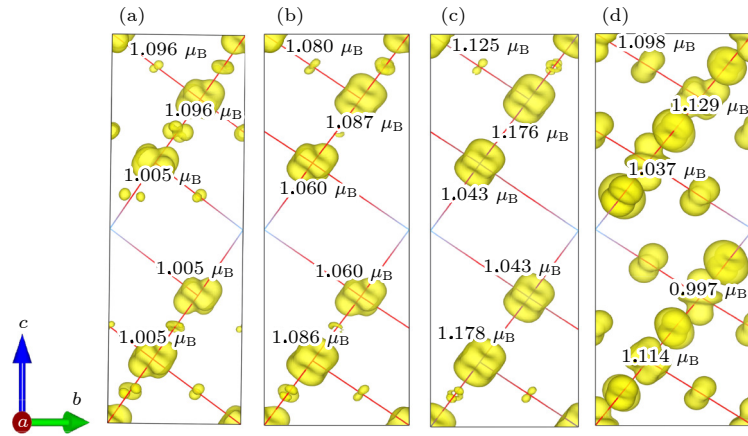 (a) (b) (c) (d)
1.096 μB 1.080 μB 1.125 μB 1.098 μB
1.096 μB 1.087 μB 1.176 μB 1.129 μB
1.005 μB 1.060 μB 1.043 μB 1.037 μB
1.005 μB 1.060 μB 1.043 μB 0.997 μB
1.005 μB 1.086 μB 1.178 μB 1.114 μB
c
b
a